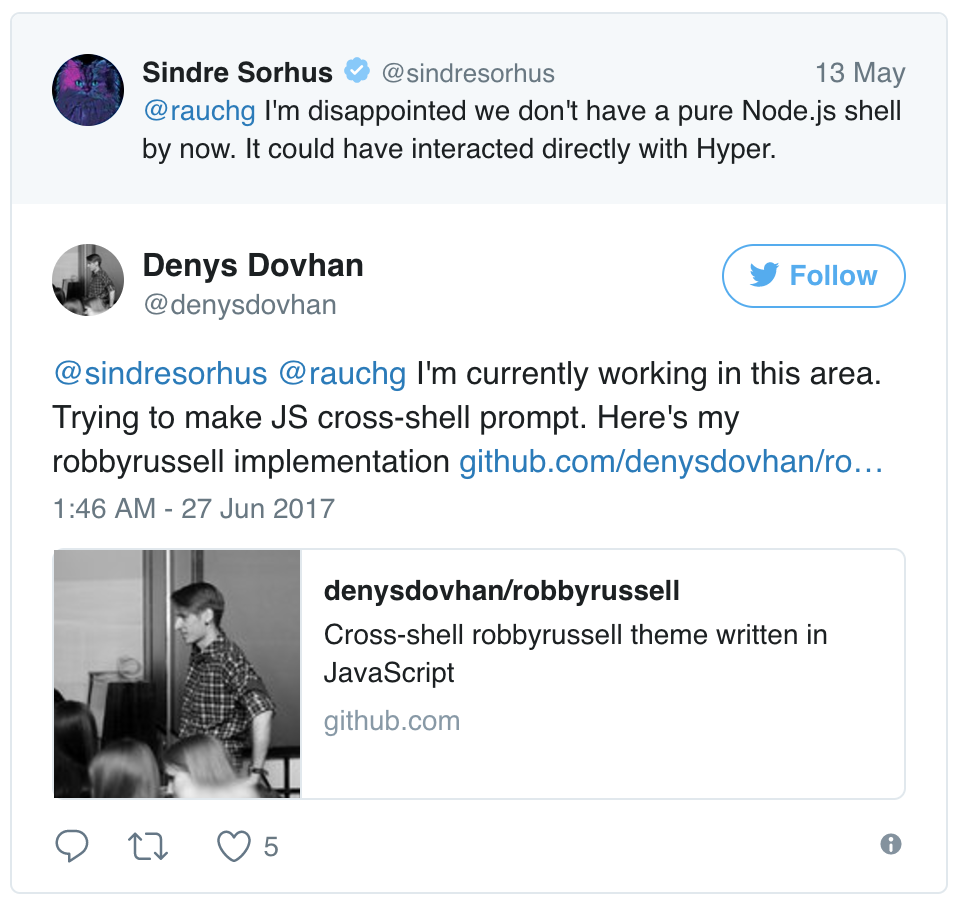 Sindre Sorhus @sindresorhus 13 May
@rauchg I'm disappointed we don't have a pure Node.js shell
by now. It could have interacted directly with Hyper.
Denys Dovhan
@denysdovhan
Follow
@sindresorhus @rauchg I'm currently working in this area.
Trying to make JS cross-shell prompt. Here's my
robbyrussell implementation github.com/denysdovhan/ro…
1:46 AM - 27 Jun 2017
denysdovhan/robbyrussell
Cross-shell robbyrussell theme written in
JavaScript
github.com
5